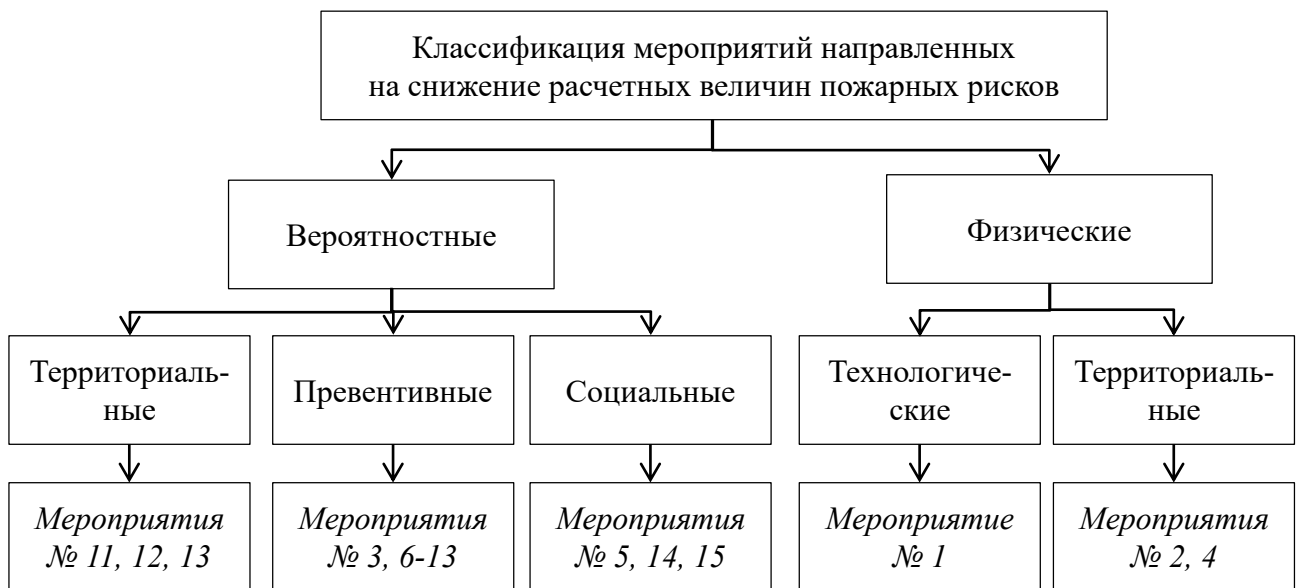 Классификация мероприятий направленных
на снижение расчетных величин пожарных рисков
Вероятностные
Физические
Территориаль-
ные
Превентивные
Социальные
Технологиче-
ские
Территориаль-
ные
Мероприятия
№ 11, 12, 13
Мероприятия
№ 3, 6-13
Мероприятия
№ 5, 14, 15
Мероприятие
№ 1
Мероприятия
№ 2, 4